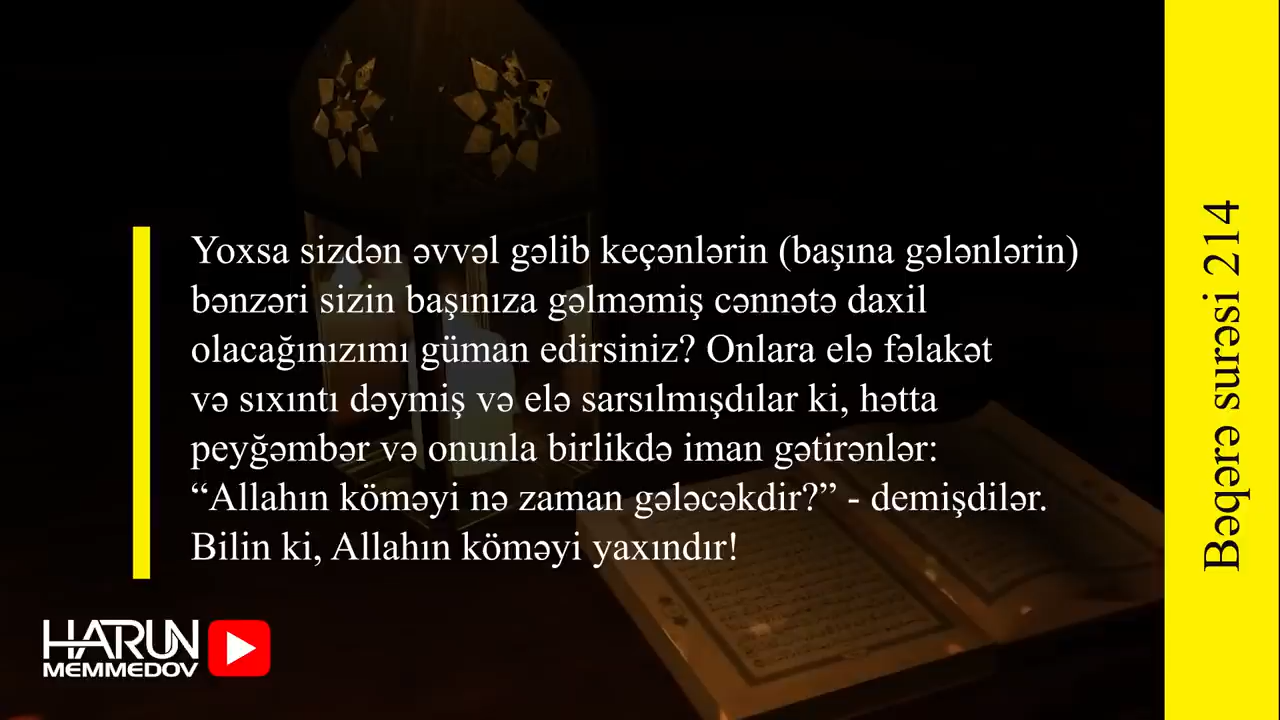 Yoxsa sizdən əvvəl gəlib keçənlərin (başına gələnlərin)
bənzəri sizin başınıza gəlməmiş cənnətə daxil
olacağınızımı güman edirsiniz? Onlara elə fəlakət
və sıxıntı dəymiş və elə sarsılmışdılar ki, hətta
peyğəmbər və onunla birlikdə iman gətirənlər:
“Allahın köməyi nə zaman gələcəkdir?” - demişdilər.
Bilin ki, Allahın köməyi yaxındır!
Bəqərə surəsi 214
HARUN
MEMMEDOV